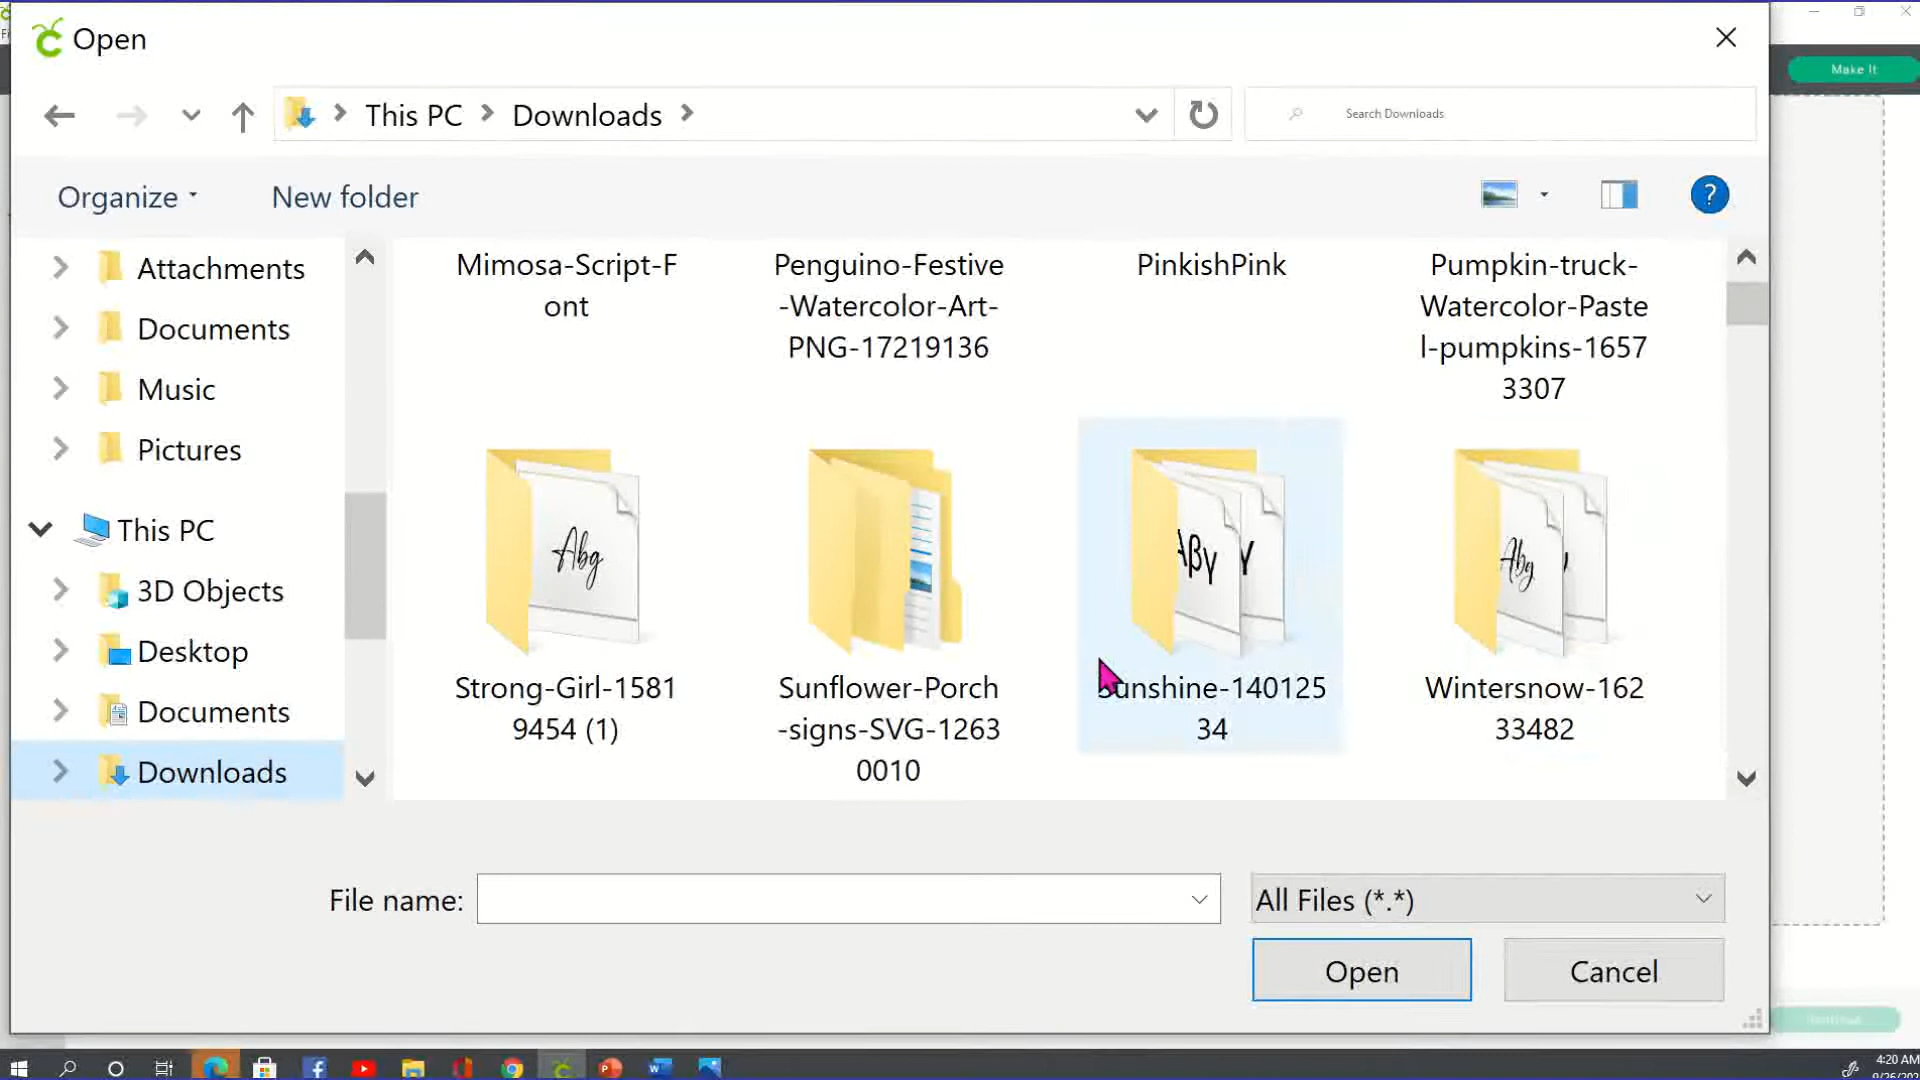 Open
Make It
This PC
Downloads
Search Downloads
Organize
New folder
?
Attachments
Documents
Music
Pictures
This PC
3D Objects
Desktop
Documents
Downloads
Mimosa-Script-F
ont
Penguino-Festive
-Watercolor-Art-
PNG-17219136
PinkishPink
Pumpkin-truck-
Watercolor-Paste
l-pumpkins-1657
3307
Abg
Strong-Girl-1581
9454 (1)
Sunflower-Porch
-signs-SVG-1263
0010
Sunshine-140125
34
Abg
Wintersnow-162
33482
File name:
All Files (*.*)
Open
Cancel
4:20 AM